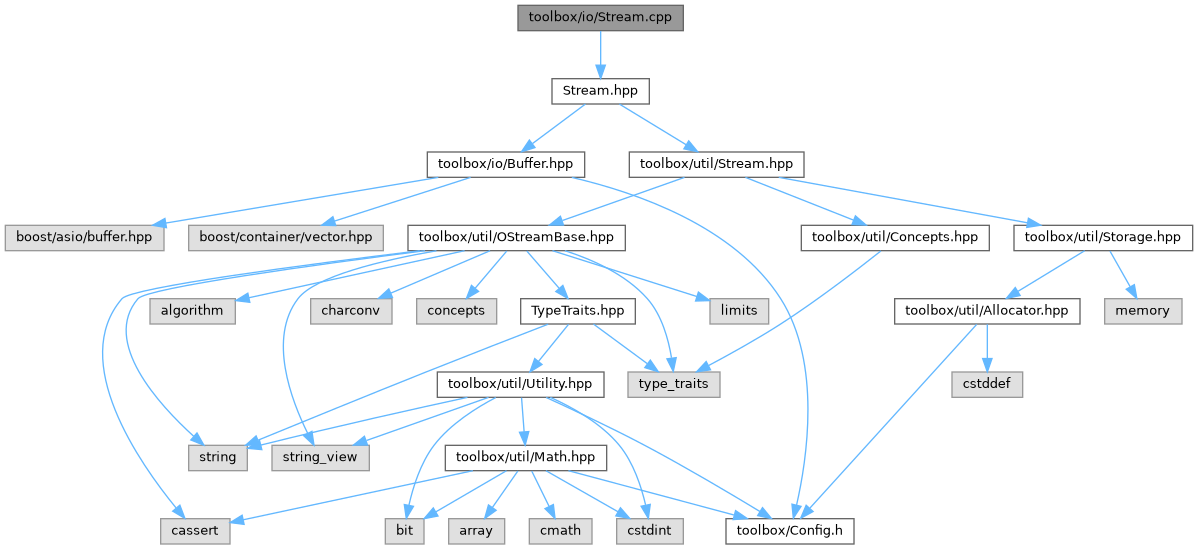 toolbox/io/Stream.cpp
Stream.hpp
toolbox/io/Buffer.hpp
toolbox/util/Stream.hpp
boost/asio/buffer.hpp
boost/container/vector.hpp
toolbox/util/OStreamBase.hpp
toolbox/util/Concepts.hpp
toolbox/util/Storage.hpp
algorithm
charconv
concepts
TypeTraits.hpp
limits
toolbox/util/Allocator.hpp
memory
toolbox/util/Utility.hpp
type_traits
cstddef
string
string_view
toolbox/util/Math.hpp
cassert
bit
array
cmath
cstdint
toolbox/Config.h